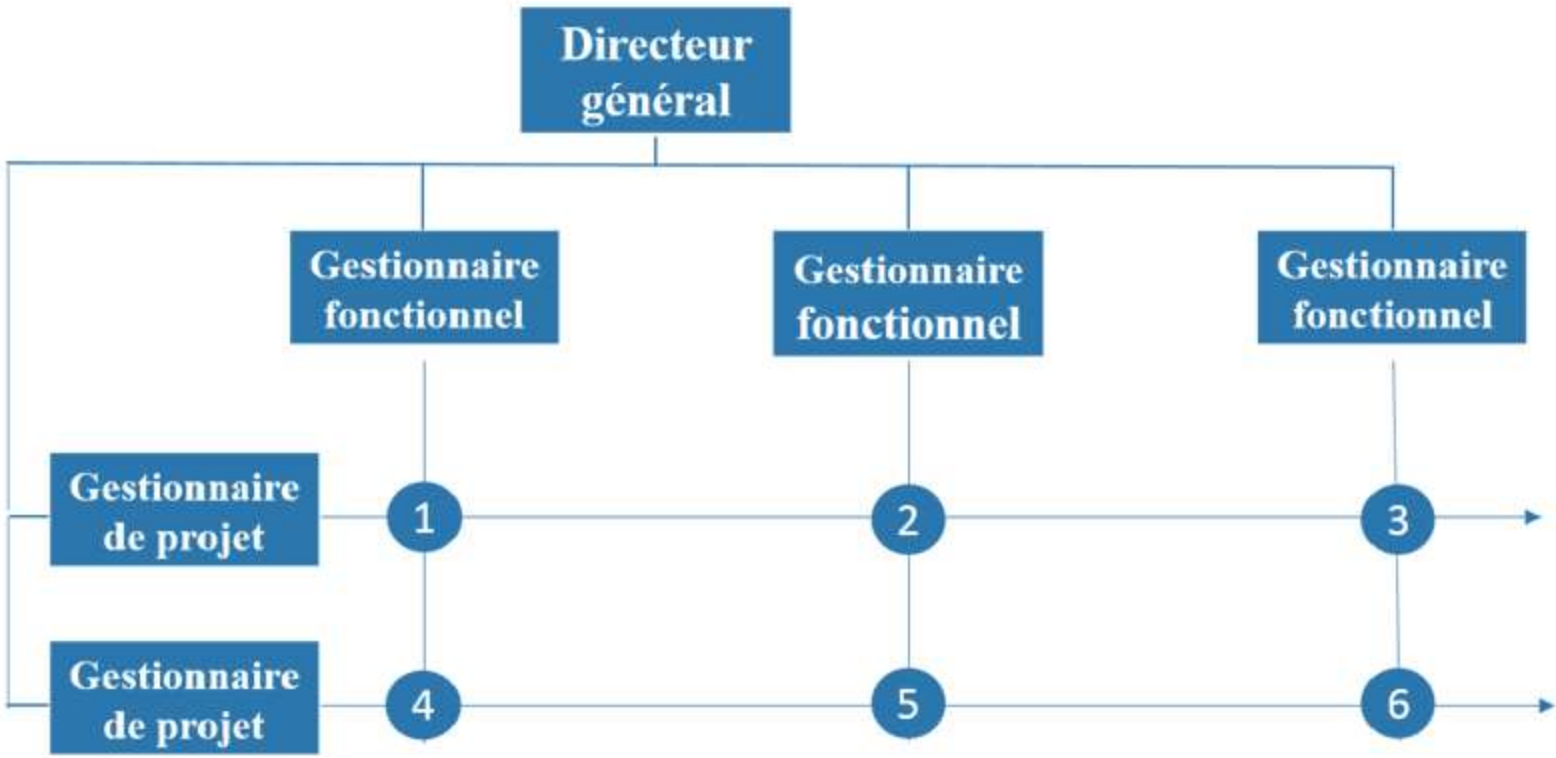 Directeur
général
Gestionnaire
fonctionnel
Gestionnaire
fonctionnel
Gestionnaire
fonctionnel
Gestionnaire
de projet
1
2
3
Gestionnaire
de projet
4
5
6